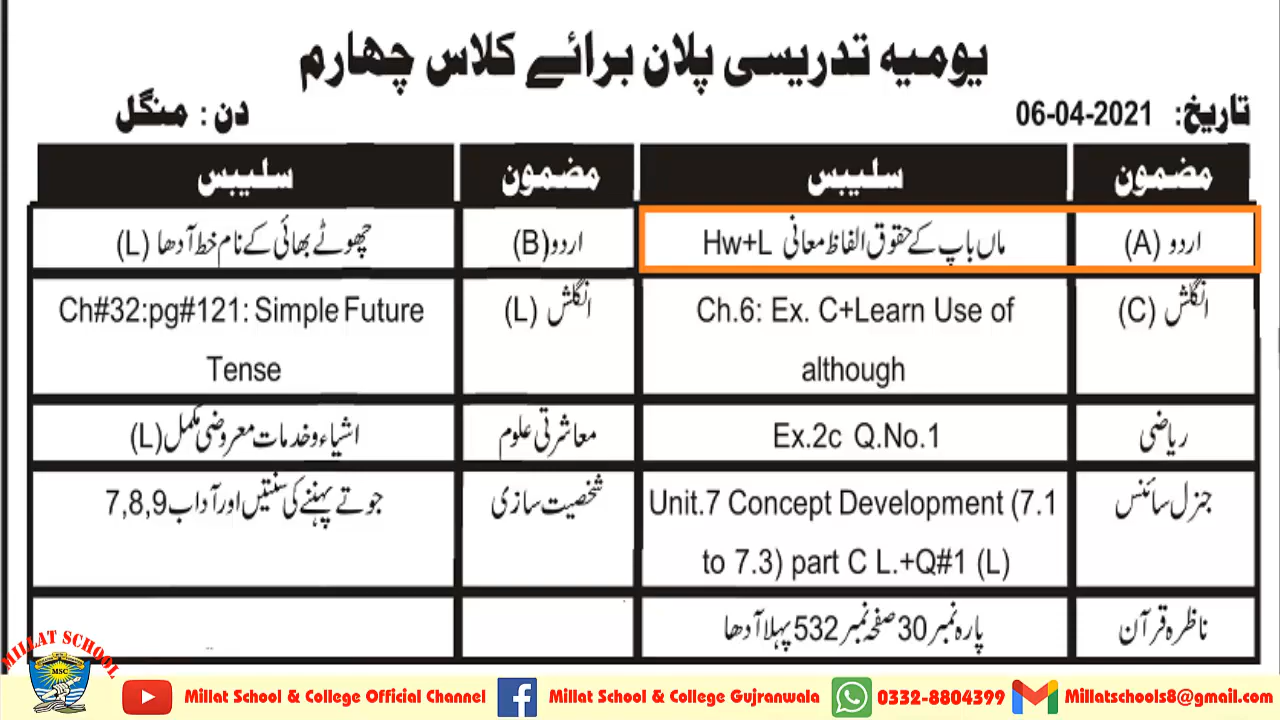 یومیہ تدریسی پلان برائے کلاس چہارم
تاریخ: 06-04-2021 دن : منگل
مضمون سلیبس مضمون سلیبس
اردو (A) ماں باپ کے حقوق الفاظ معانی Hw+L اردو(B) چھوٹے بھائی کے نام خط آدھا (L)
انگلش (C) Ch.6: Ex. C+Learn Use of although انگلش (L) Ch#32:pg#121: Simple Future Tense
ریاضی Ex.2c Q.No.1 معاشرتی علوم اشیاء و خدمات معروضی مکمل (L)
جنرل سائنس Unit.7 Concept Development (7.1 to 7.3) part C L.+Q#1 (L) شخصیت سازی جوتے پہننے کی سنتیں اور آداب 7,8,9
ناظرہ قرآن پارہ نمبر 30 صفحہ نمبر 532 پہلا آدھا
MILLAT SCHOOL
MSC
Millat School & College Official Channel Millat School & College Gujranwala 0332-8804399 Millatschools8@gmail.com